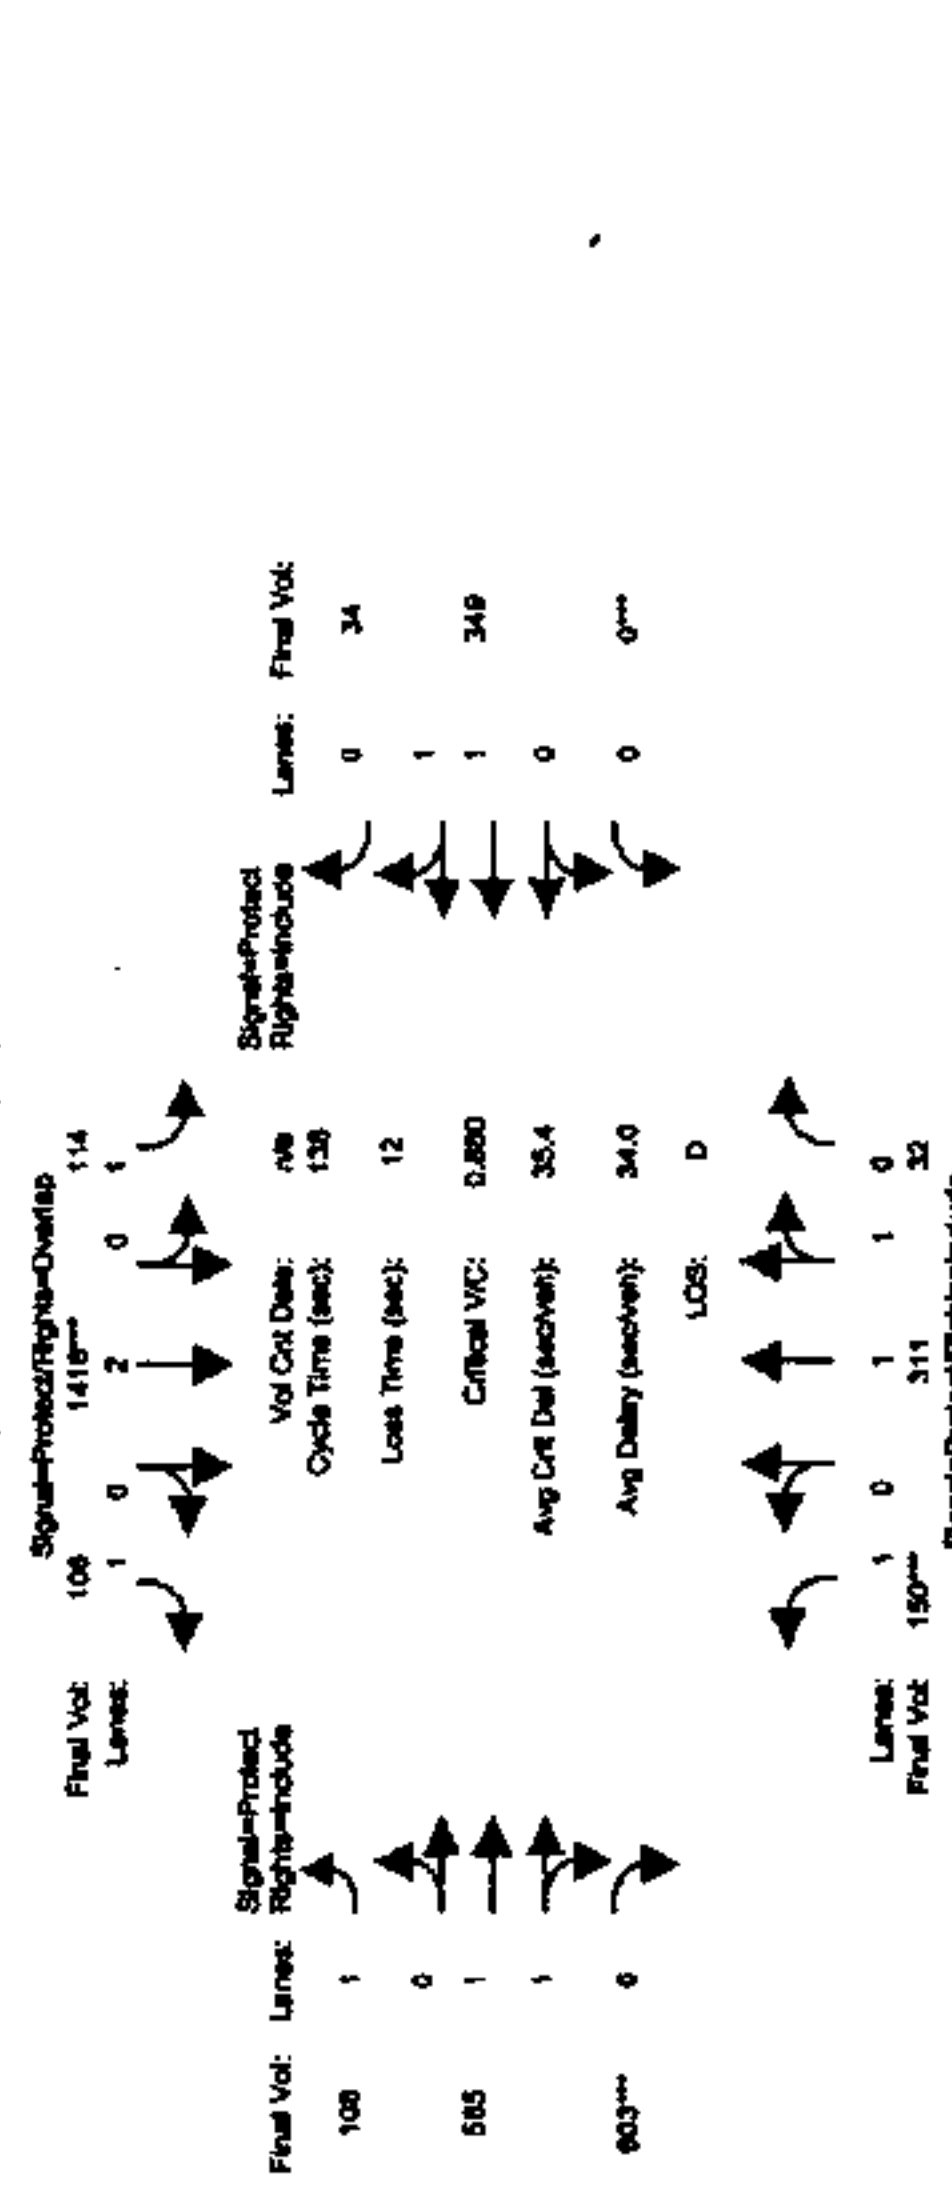 Signal=Protect/Rights=Overlap
Final Vol: 106 1416*** 114
Lanes: 1 0 2 0 1
Signal=Protect
Rights=Include
Signal=Protect
Rights=Include
Final Vol: Lanes:
Lanes: Final Vol:
Vol Cnt Date: n/a
Cycle Time (sec):
108 1
0 34
Loss Time (sec): 12
0
1
Critical V/C:
1
1 349
Avg Crit Del (sec/veh): 35.4
1
0
Avg Delay (sec/veh): 34.0
603*** 0
0 0***
LOS: D
Lanes: 1 0 1 1 0
Final Vol: 150*** 311 32